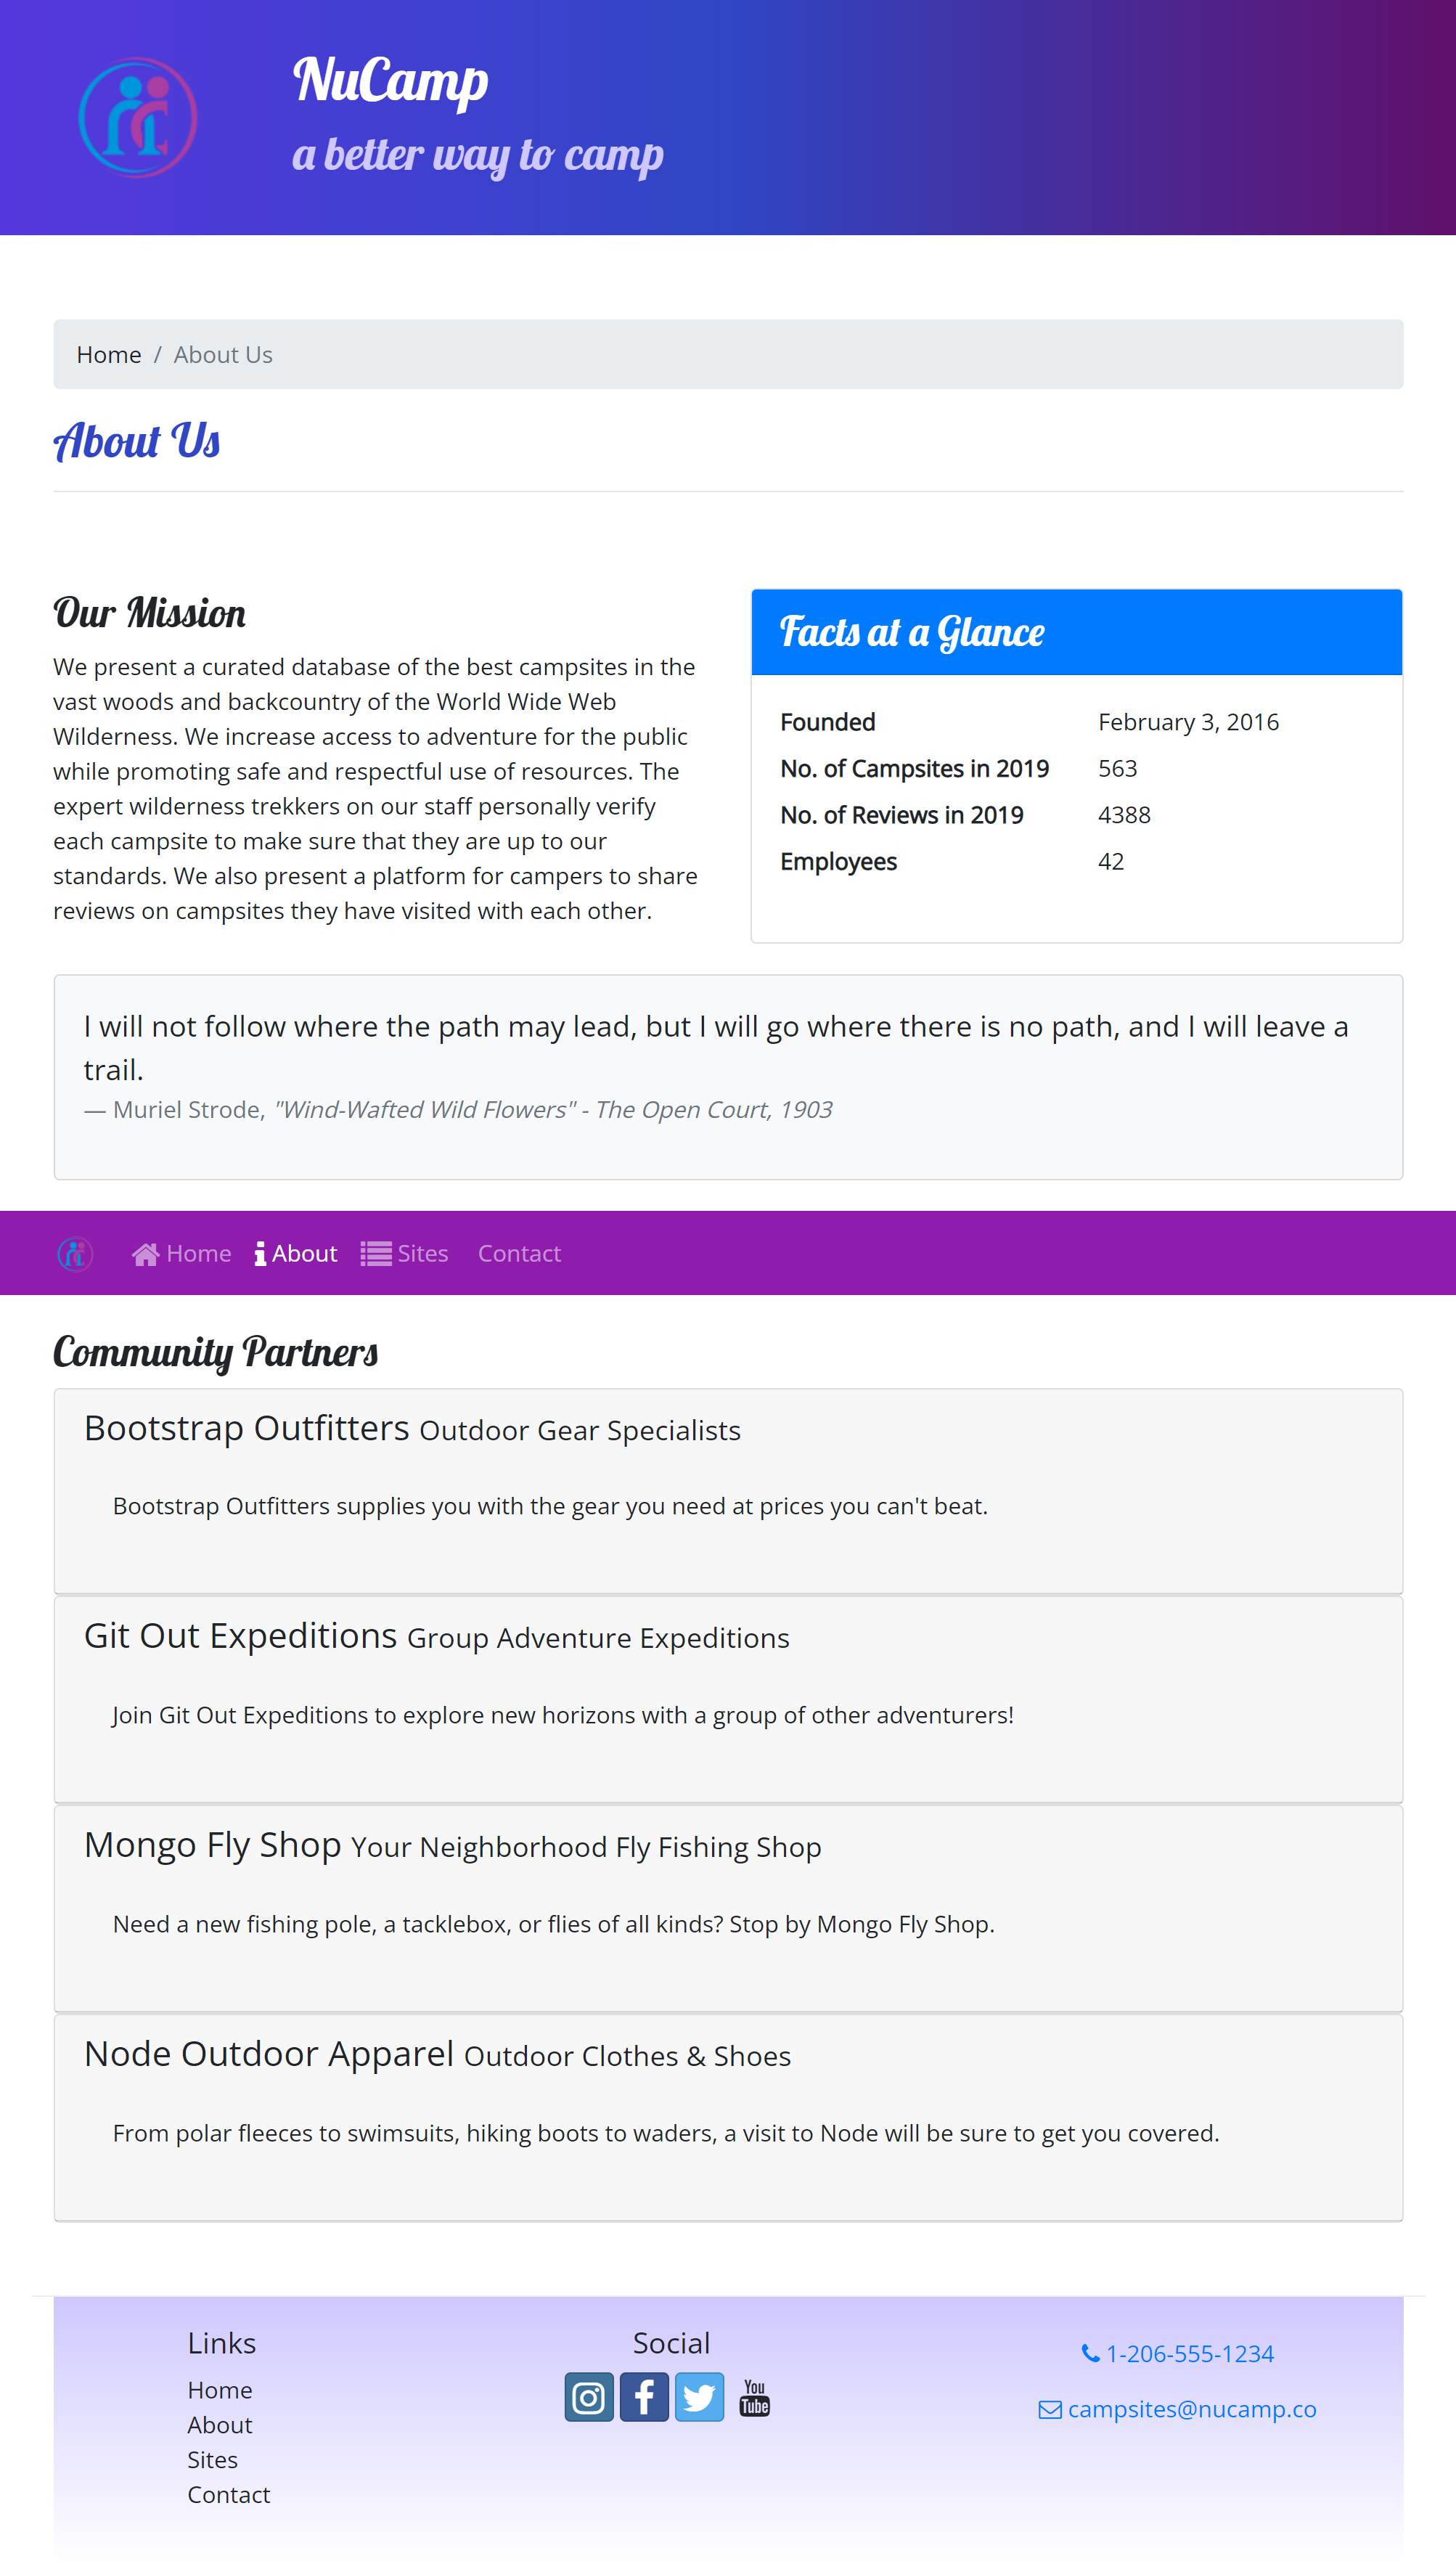 NuCamp
a better way to camp
Home / About Us
About Us
Our Mission
We present a curated database of the best campsites in the
vast woods and backcountry of the World Wide Web
Wilderness. We increase access to adventure for the public
while promoting safe and respectful use of resources. The
expert wilderness trekkers on our staff personally verify
each campsite to make sure that they are up to our
standards. We also present a platform for campers to share
reviews on campsites they have visited with each other.
Facts at a Glance
Founded February 3, 2016
No. of Campsites in 2019 563
No. of Reviews in 2019 4388
Employees 42
I will not follow where the path may lead, but I will go where there is no path, and I will leave a
trail.
— Muriel Strode, "Wind-Wafted Wild Flowers" - The Open Court, 1903
Home About Sites Contact
Community Partners
Bootstrap Outfitters Outdoor Gear Specialists
Bootstrap Outfitters supplies you with the gear you need at prices you can't beat.
Git Out Expeditions Group Adventure Expeditions
Join Git Out Expeditions to explore new horizons with a group of other adventurers!
Mongo Fly Shop Your Neighborhood Fly Fishing Shop
Need a new fishing pole, a tacklebox, or flies of all kinds? Stop by Mongo Fly Shop.
Node Outdoor Apparel Outdoor Clothes & Shoes
From polar fleeces to swimsuits, hiking boots to waders, a visit to Node will be sure to get you covered.
Links
Home
About
Sites
Contact
Social
You
Tube
1-206-555-1234
campsites@nucamp.co